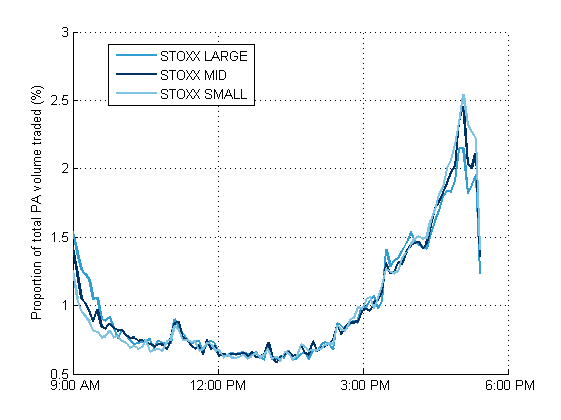 3
STOXX LARGE
STOXX MID
STOXX SMALL
2.5
2
1.5
1
0.5
Proportion of total PA volume traded (%)
9:00 AM 12:00 PM 3:00 PM 6:00 PM